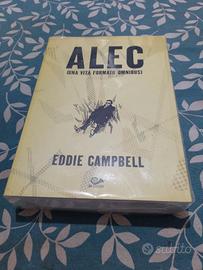 ALEC
(UNA VITA FORMATO OMNIBUS)
EDDIE CAMPBELL
subito